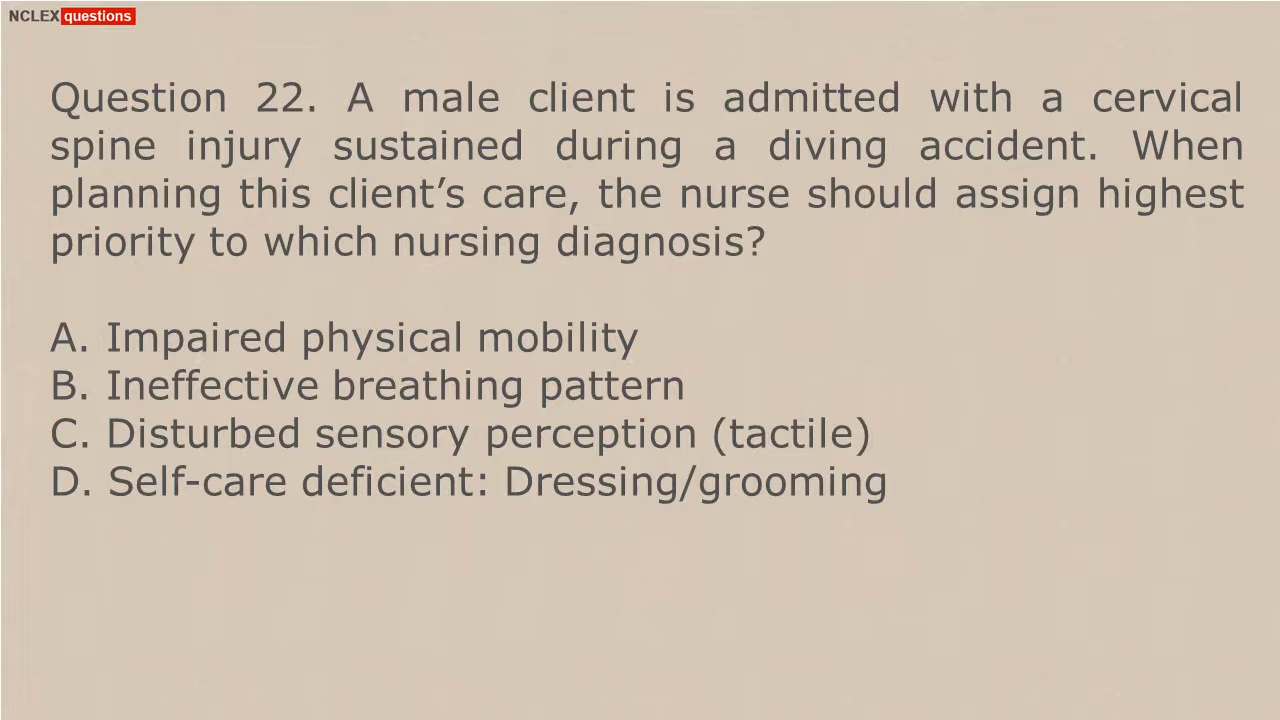 NCLEX questions
Question 22. A male client is admitted with a cervical
spine injury sustained during a diving accident. When
planning this client’s care, the nurse should assign highest
priority to which nursing diagnosis?
A. Impaired physical mobility
B. Ineffective breathing pattern
C. Disturbed sensory perception (tactile)
D. Self-care deficient: Dressing/grooming